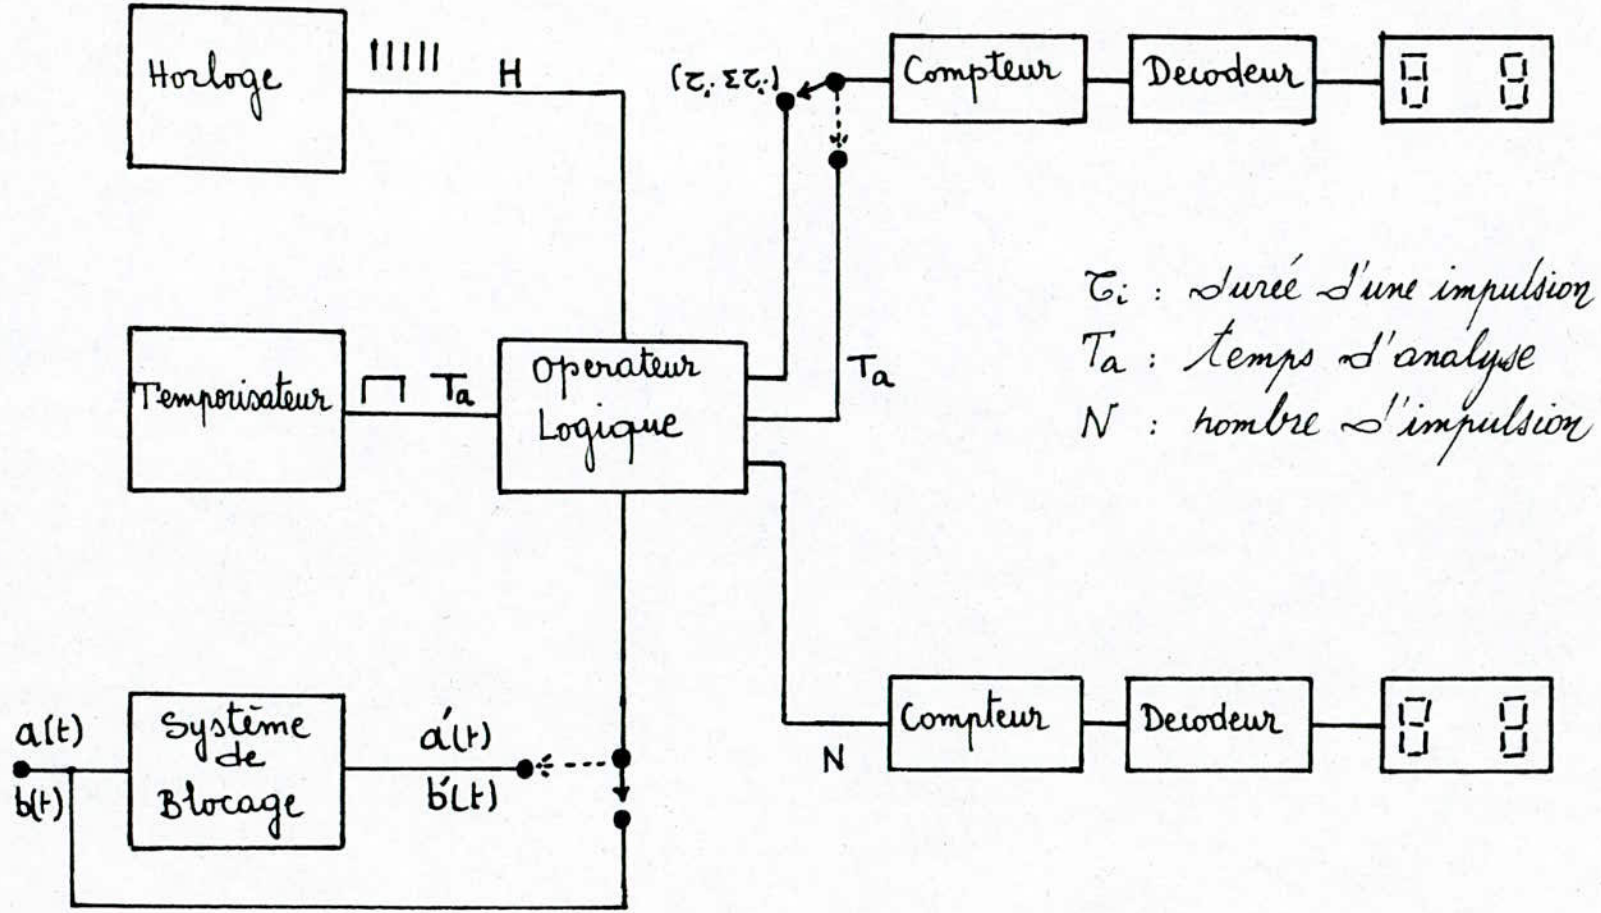 Horloge
H
(τi, Στi)
Compteur
Decodeur
τi : dureé d'une impulsion
Ta : temps d'analyse
N : nombre d'impulsion
Temporisateur
Ta
Operateur
Logique
Ta
a(t)
b(t)
Système
de
Blocage
a'(t)
b'(t)
N
Compteur
Decodeur